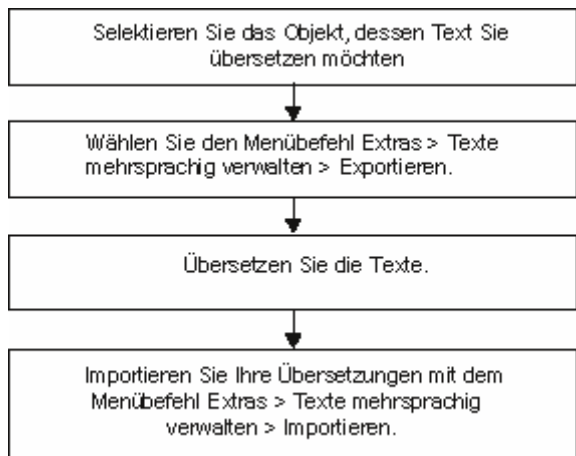 Selektieren Sie das Objekt, dessen Text Sie
übersetzen möchten
Wählen Sie den Menübefehl Extras > Texte
mehrsprachig verwalten > Exportieren.
Übersetzen Sie die Texte.
Importieren Sie Ihre Übersetzungen mit dem
Menübefehl Extras > Texte mehrsprachig
verwalten > Importieren.